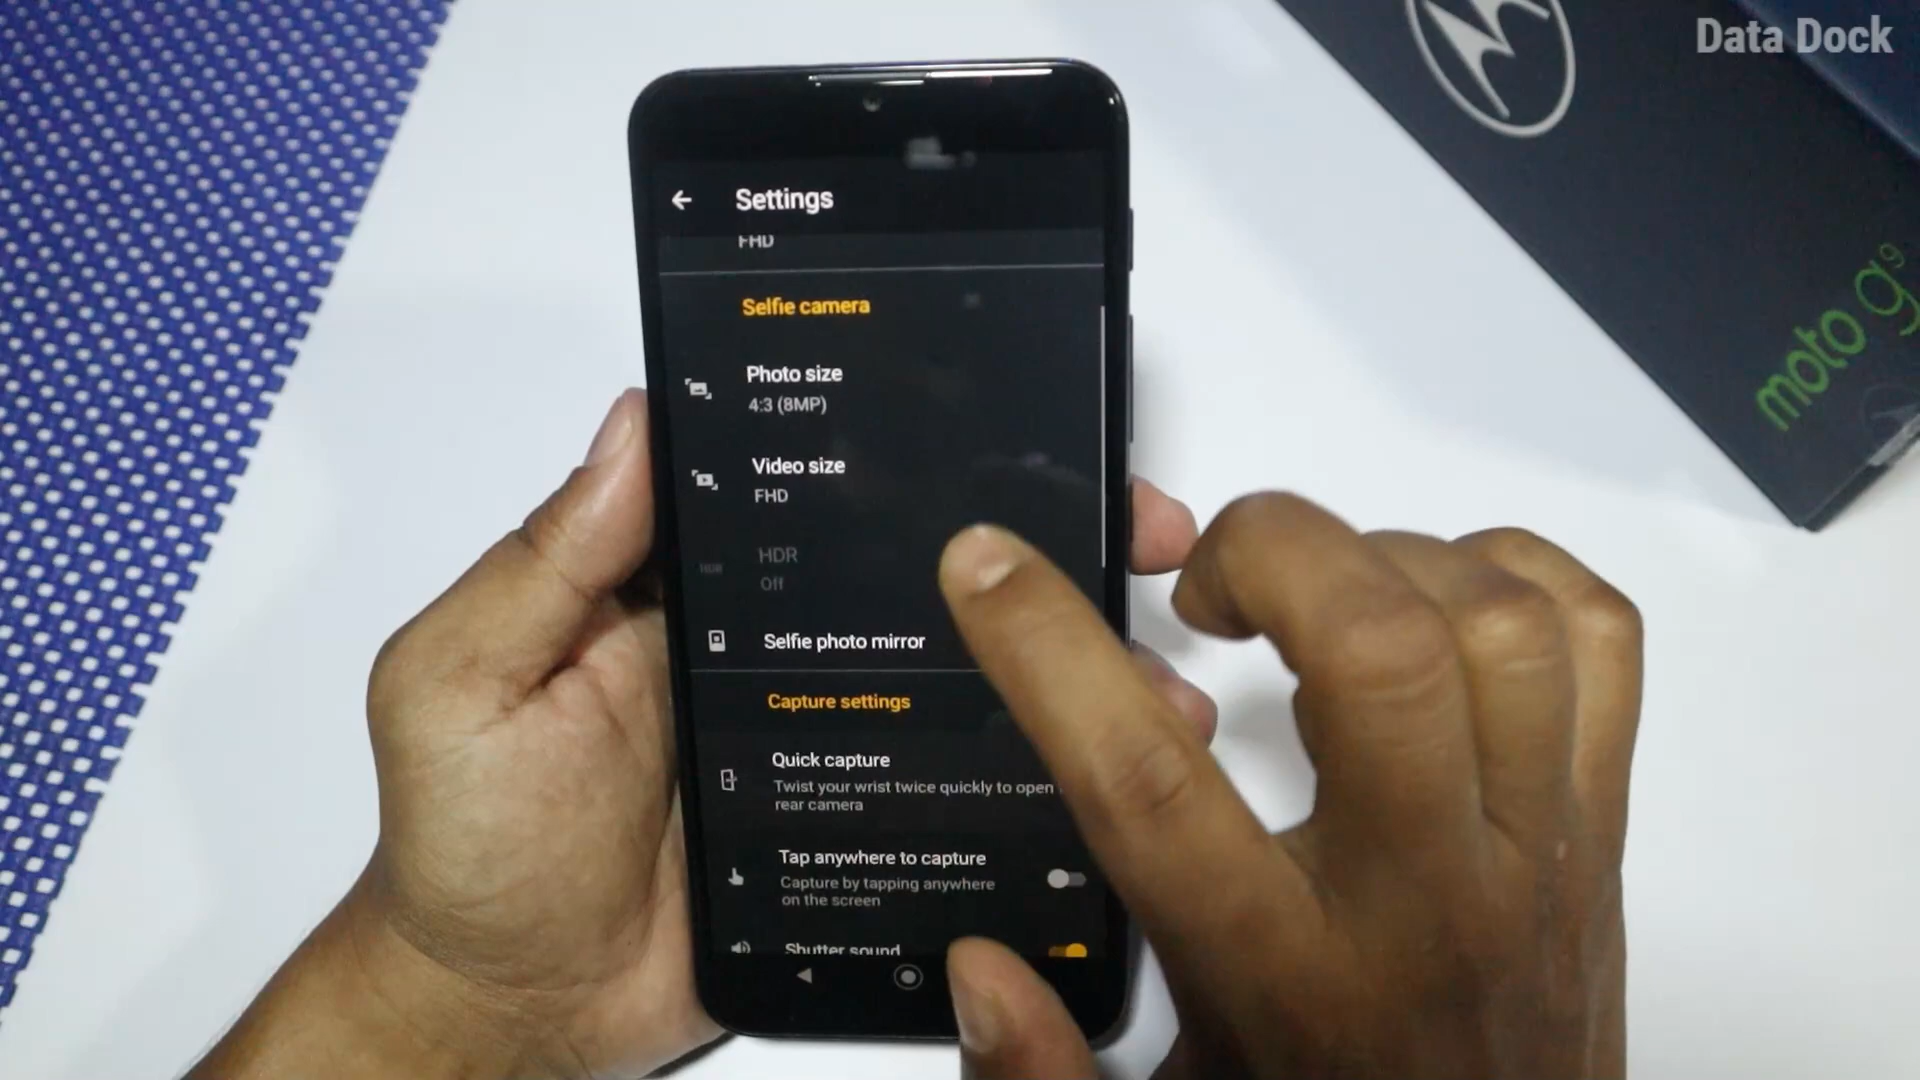 Data Dock
Settings
FHD
Selfie camera
Photo size
4:3 (8MP)
Video size
FHD
HDR
HDR
Off
Selfie photo mirror
Capture settings
Quick capture
Twist your wrist twice quickly to open
rear camera
Tap anywhere to capture
Capture by tapping anywhere
on the screen
Shutter sound
moto g9